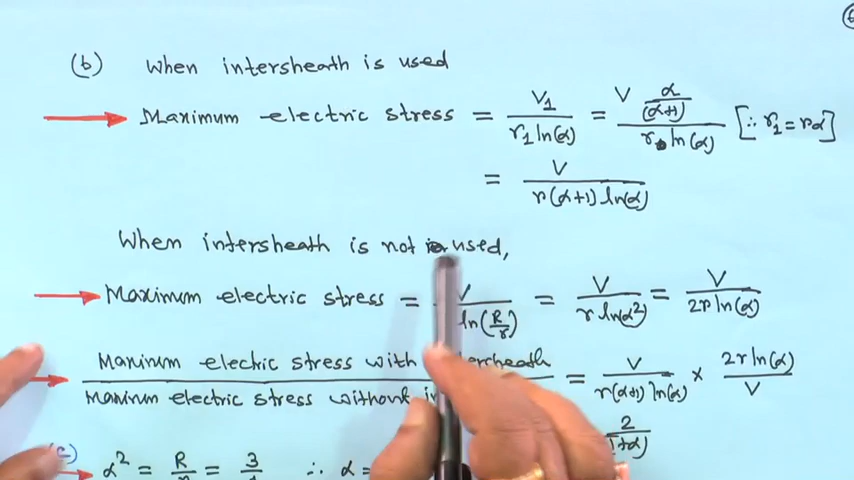 (b) When intersheath is used
Maximum electric stress = V1 / r1 ln(α) = V α/(α+1) / r ln(α) [∴ r1 = rα]
= V / r(α+1) ln(α)
When intersheath is not used,
Maximum electric stress = V / ln(R/r) = V / r ln(α²) = V / 2r ln(α)
Maximum electric stress with intersheath / Maximum electric stress without = V / r(α+1) ln(α) × 2r ln(α) / V
2 / (1+α)
(c) α² = R/r = 3 ∴ α =